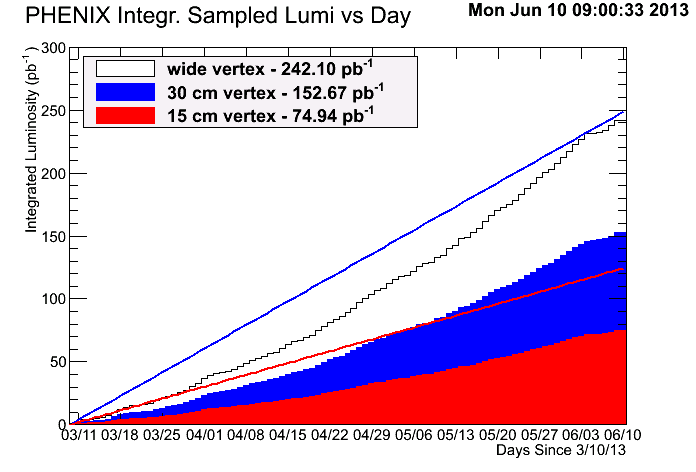 PHENIX Integr. Sampled Lumi vs Day
Mon Jun 10 09:00:33 2013
Integrated Luminosity (pb⁻¹)
300
250
200
150
100
50
0
wide vertex - 242.10 pb⁻¹
30 cm vertex - 152.67 pb⁻¹
15 cm vertex - 74.94 pb⁻¹
03/11 03/18 03/25 04/01 04/08 04/15 04/22 04/29 05/06 05/13 05/20 05/27 06/03 06/10
Days Since 3/10/13